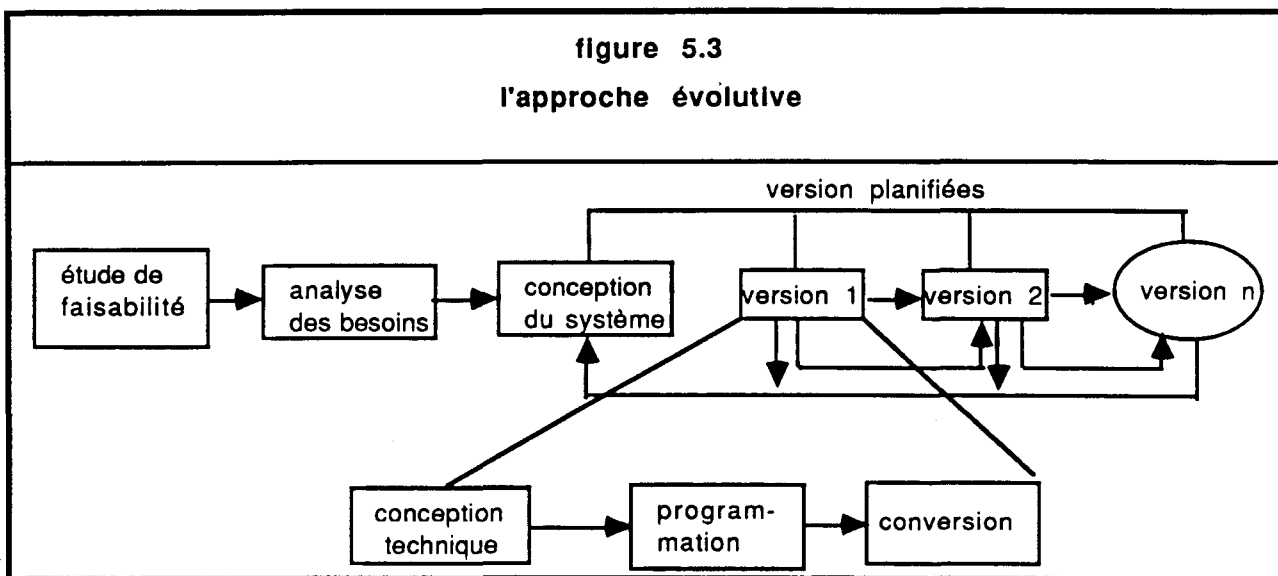 figure 5.3
l'approche évolutive
version planifiées
étude de
faisabilité
analyse
des besoins
conception
du système
version 1
version 2
version n
conception
technique
program-
mation
conversion